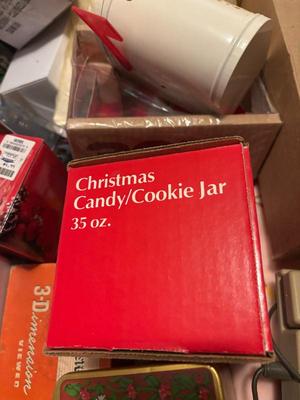 Christmas
Candy/Cookie Jar
35 oz.
3-Dimension
VIEWER